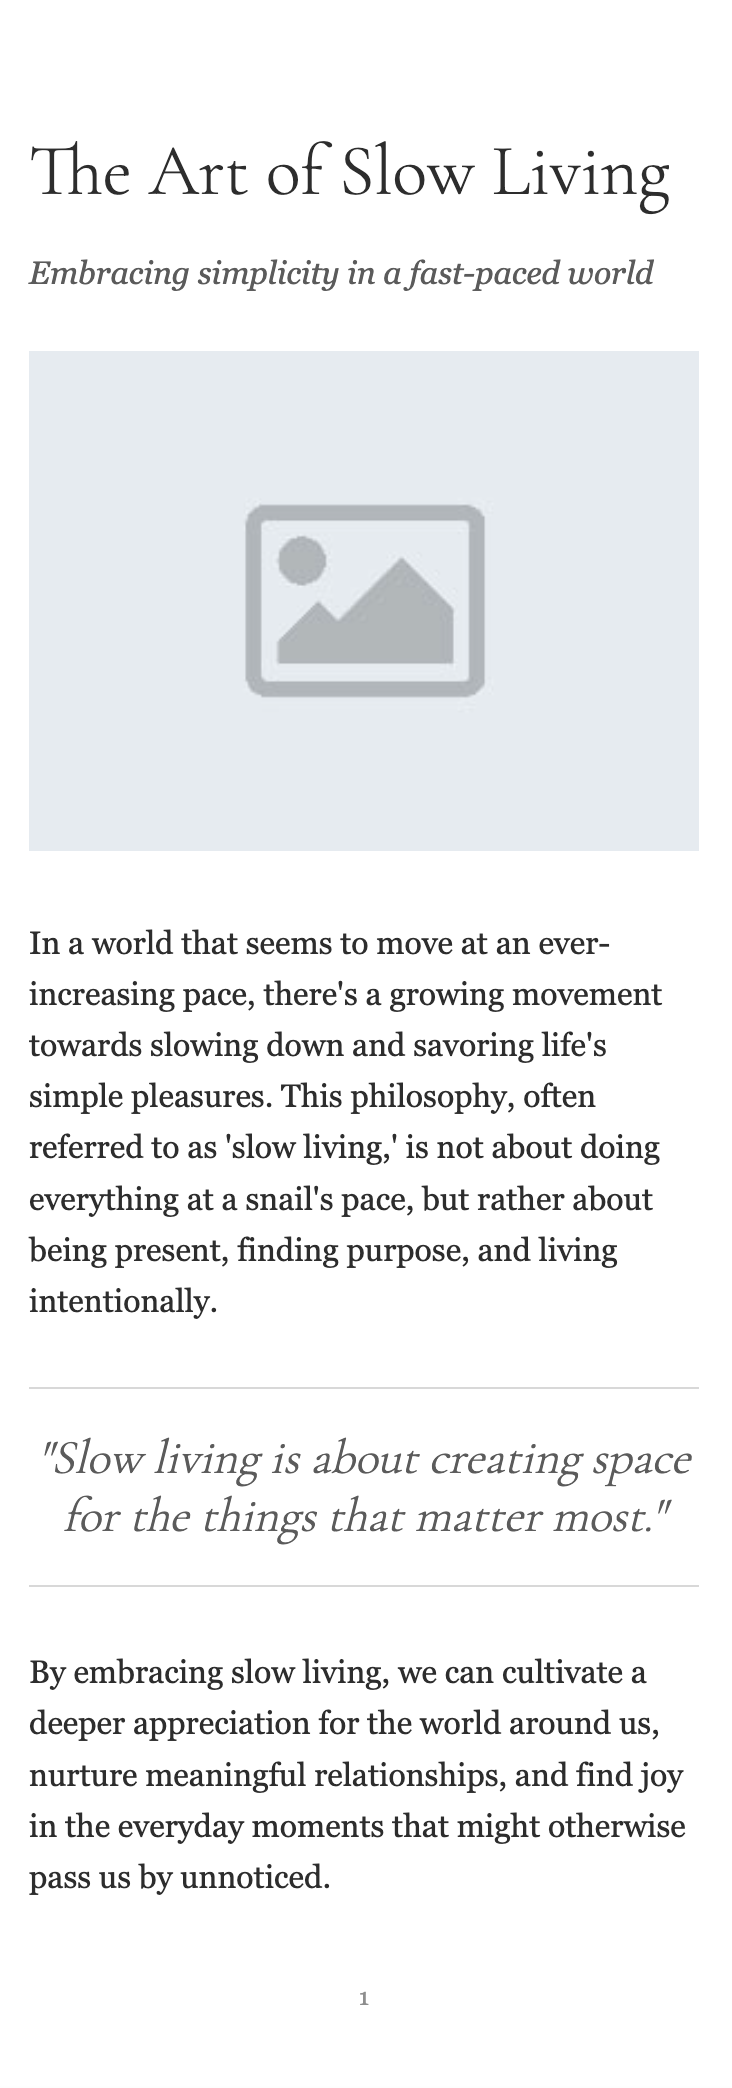 The Art of Slow Living
Embracing simplicity in a fast-paced world
In a world that seems to move at an ever-
increasing pace, there's a growing movement
towards slowing down and savoring life's
simple pleasures. This philosophy, often
referred to as 'slow living,' is not about doing
everything at a snail's pace, but rather about
being present, finding purpose, and living
intentionally.
"Slow living is about creating space
for the things that matter most."
By embracing slow living, we can cultivate a
deeper appreciation for the world around us,
nurture meaningful relationships, and find joy
in the everyday moments that might otherwise
pass us by unnoticed.
1